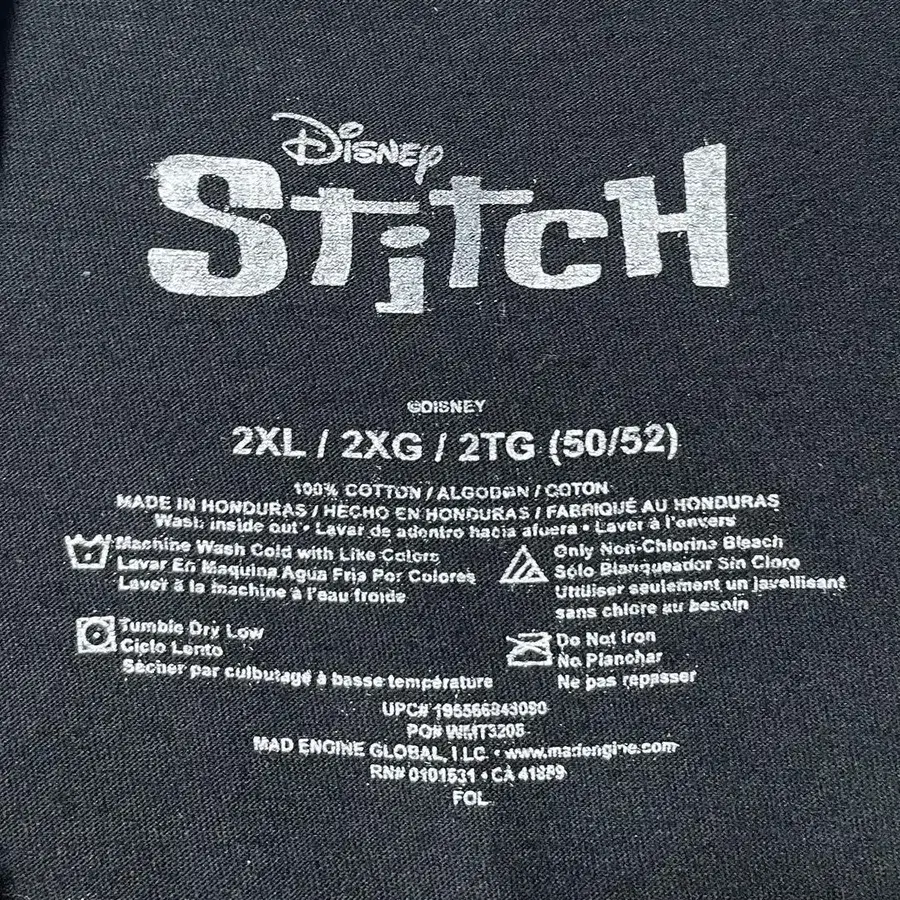 Disney
Stitch
©DISNEY
2XL / 2XG / 2TG (50/52)
100% COTTON / ALGODON / COTON
MADE IN HONDURAS / HECHO EN HONDURAS / FABRIQUÉ AU HONDURAS
Wash inside out • Lavar de adentro hacia afuera • Laver à l'envers
Machine Wash Cold with Like Colors
Lavar En Maquina Agua Fria Por Colores
Laver à la machine à l'eau froide
Only Non-Chlorine Bleach
Sólo Blanqueador Sin Cloro
Utiliser seulement un javellisant
sans chlore au besoin
Tumble Dry Low
Ciclo Lento
Sécher par culbutage à basse température
Do Not Iron
No Planchar
Ne pas repasser
UPC# 195566843080
PO# WMT3208
MAD ENGINE GLOBAL, LLC • www.madengine.com
RN# 0101531 • CA 41889
FOL